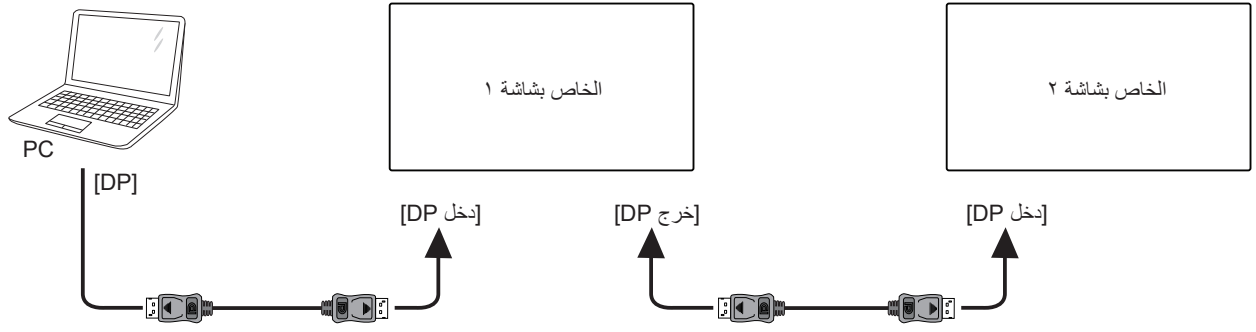 الخاص بشاشة ١
الخاص بشاشة ٢
PC
[DP]
[دخل DP]
[خرج DP]
[دخل DP]